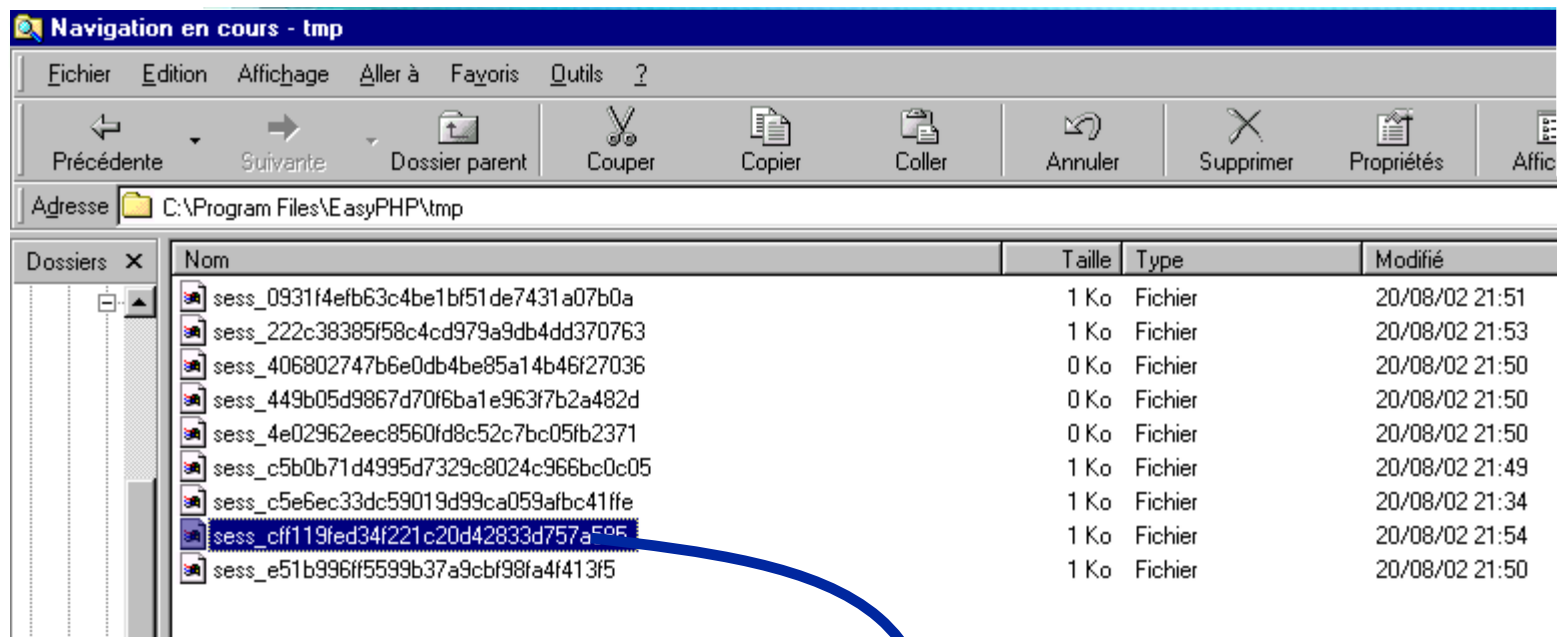 Navigation en cours - tmp
Fichier Edition Affichage Aller à Favoris Outils ?
Précédente Suivante Dossier parent Couper Copier Coller Annuler Supprimer Propriétés Affic
Adresse C:\Program Files\EasyPHP\tmp
Dossiers Nom Taille Type Modifié
sess_0931f4efb63c4be1bf51de7431a07b0a 1 Ko Fichier 20/08/02 21:51
sess_222c38385f58c4cd979a9db4dd370763 1 Ko Fichier 20/08/02 21:53
sess_406802747b6e0db4be85a14b46f27036 0 Ko Fichier 20/08/02 21:50
sess_449b05d9867d70f6ba1e963f7b2a482d 0 Ko Fichier 20/08/02 21:50
sess_4e02962eec8560fd8c52c7bc05fb2371 0 Ko Fichier 20/08/02 21:50
sess_c5b0b71d4995d7329c8024c966bc0c05 1 Ko Fichier 20/08/02 21:49
sess_c5e6ec33dc59019d99ca059afbc41ffe 1 Ko Fichier 20/08/02 21:34
sess_cff119fed34f221c20d42833d757a595 1 Ko Fichier 20/08/02 21:54
sess_e51b996ff5599b37a9cbf98fa4f413f5 1 Ko Fichier 20/08/02 21:50